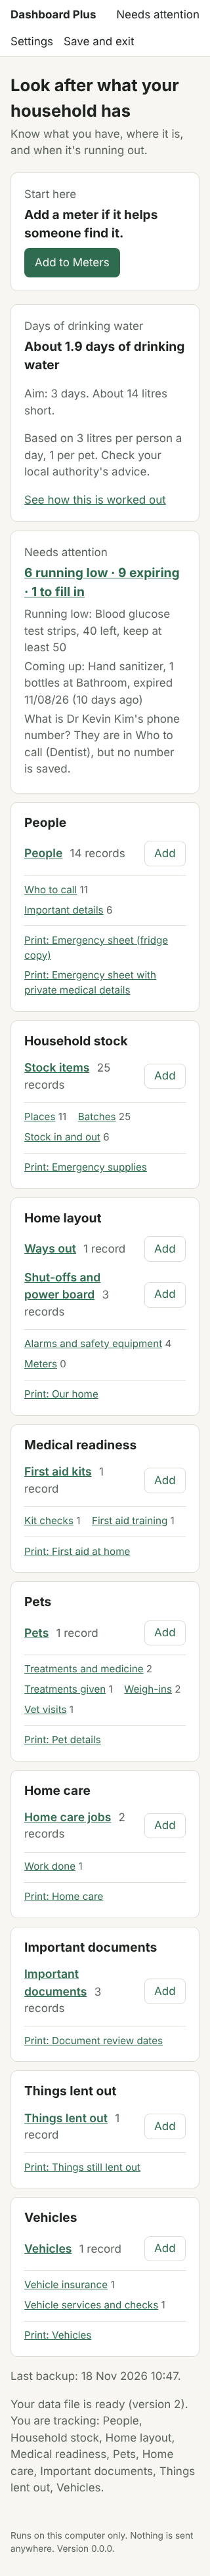 Dashboard Plus Needs attention
Settings Save and exit
Look after what your
household has
Know what you have, where it is,
and when it's running out.
Start here
Add a meter if it helps
someone find it.
Add to Meters
Days of drinking water
About 1.9 days of drinking
water
Aim: 3 days. About 14 litres
short.
Based on 3 litres per person a
day, 1 per pet. Check your
local authority's advice.
See how this is worked out
Needs attention
6 running low · 9 expiring
· 1 to fill in
Running low: Blood glucose
test strips, 40 left, keep at
least 50
Coming up: Hand sanitizer, 1
bottles at Bathroom, expired
11/08/26 (10 days ago)
What is Dr Kevin Kim's phone
number? They are in Who to
call (Dentist), but no number
is saved.
People
People 14 records Add
Who to call 11
Important details 6
Print: Emergency sheet (fridge
copy)
Print: Emergency sheet with
private medical details
Household stock
Stock items 25
records Add
Places 11 Batches 25
Stock in and out 6
Print: Emergency supplies
Home layout
Ways out 1 record Add
Shut-offs and
power board 3
records Add
Alarms and safety equipment 4
Meters 0
Print: Our home
Medical readiness
First aid kits 1
record Add
Kit checks 1 First aid training 1
Print: First aid at home
Pets
Pets 1 record Add
Treatments and medicine 2
Treatments given 1 Weigh-ins 2
Vet visits 1
Print: Pet details
Home care
Home care jobs 2
records Add
Work done 1
Print: Home care
Important documents
Important
documents 3
records Add
Print: Document review dates
Things lent out
Things lent out 1
record Add
Print: Things still lent out
Vehicles
Vehicles 1 record Add
Vehicle insurance 1
Vehicle services and checks 1
Print: Vehicles
Last backup: 18 Nov 2026 10:47.
Your data file is ready (version 2).
You are tracking: People,
Household stock, Home layout,
Medical readiness, Pets, Home
care, Important documents, Things
lent out, Vehicles.
Runs on this computer only. Nothing is sent
anywhere. Version 0.0.0.